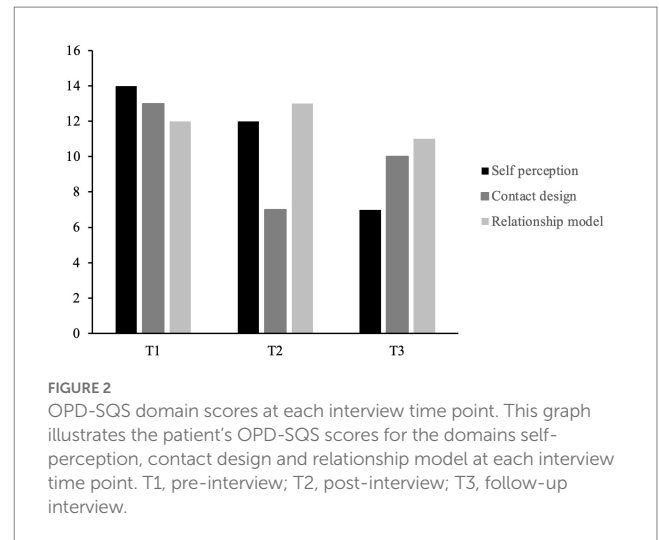 16
14
12
10
8
6
4
2
0
T1 T2 T3
Self perception
Contact design
Relationship model
FIGURE 2
OPD-SQS domain scores at each interview time point. This graph
illustrates the patient's OPD-SQS scores for the domains self-
perception, contact design and relationship model at each interview
time point. T1, pre-interview; T2, post-interview; T3, follow-up
interview.